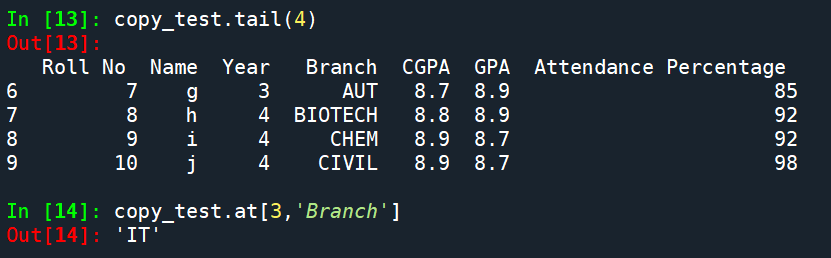 In [13]: copy_test.tail(4)
Out[13]:
   Roll No  Name  Year   Branch  CGPA  GPA  Attendance Percentage
6        7    g     3      AUT   8.7  8.9                     85
7        8    h     4  BIOTECH   8.8  8.9                     92
8        9    i     4     CHEM   8.9  8.7                     92
9       10    j     4    CIVIL   8.9  8.7                     98
In [14]: copy_test.at[3,'Branch']
Out[14]: 'IT'